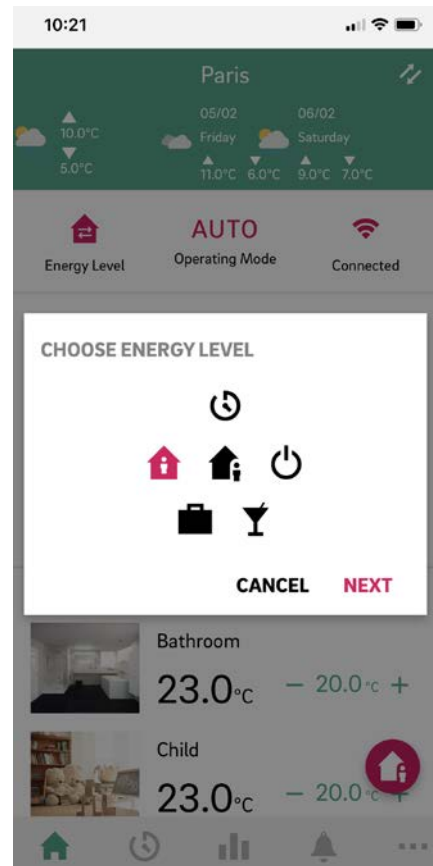 10:21
Paris
05/02 06/02
10.0°C Friday Saturday
5.0°C 11.0°C 6.0°C 9.0°C 7.0°C
AUTO
Energy Level Operating Mode Connected
CHOOSE ENERGY LEVEL
CANCEL NEXT
Bathroom
23.0°C − 20.0°C +
Child
23.0°C − 20.0°C +